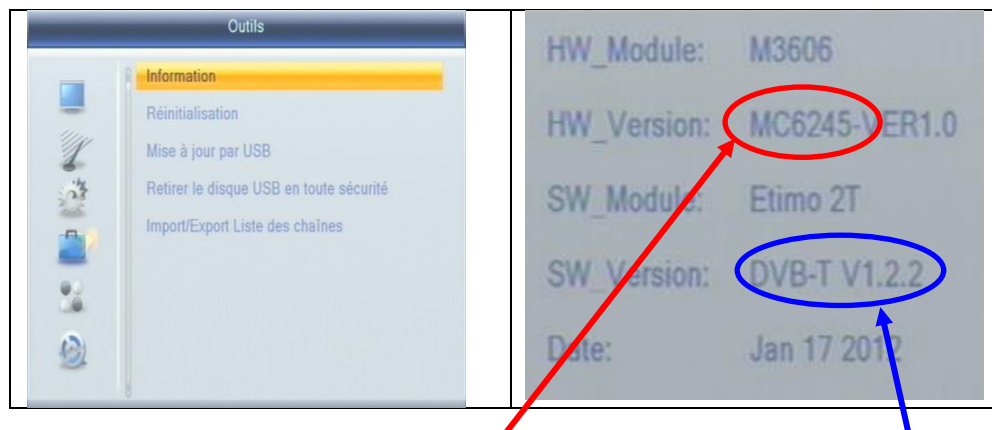 Outils
Information
Réinitialisation
Mise à jour par USB
Retirer le disque USB en toute sécurité
Import/Export Liste des chaînes
HW_Module: M3606
HW_Version: MC6245-VER1.0
SW_Module: Etimo 2T
SW_Version: DVB-T V1.2.2
Date: Jan 17 2012